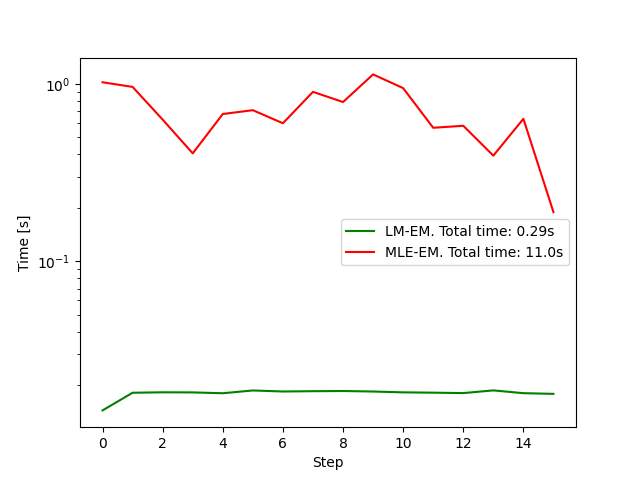 10⁰
10⁻¹
Time [s]
LM-EM. Total time: 0.29s
MLE-EM. Total time: 11.0s
0 2 4 6 8 10 12 14
Step